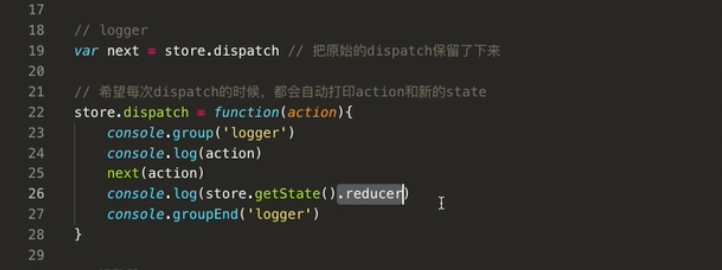 17
18 // logger
19 var next = store.dispatch // 把原始的dispatch保留了下来
20
21 // 希望每次dispatch的时候，都会自动打印action和新的state
22 store.dispatch = function(action){
23 console.group('logger')
24 console.log(action)
25 next(action)
26 console.log(store.getState().reducer)
27 console.groupEnd('logger')
28 }
29